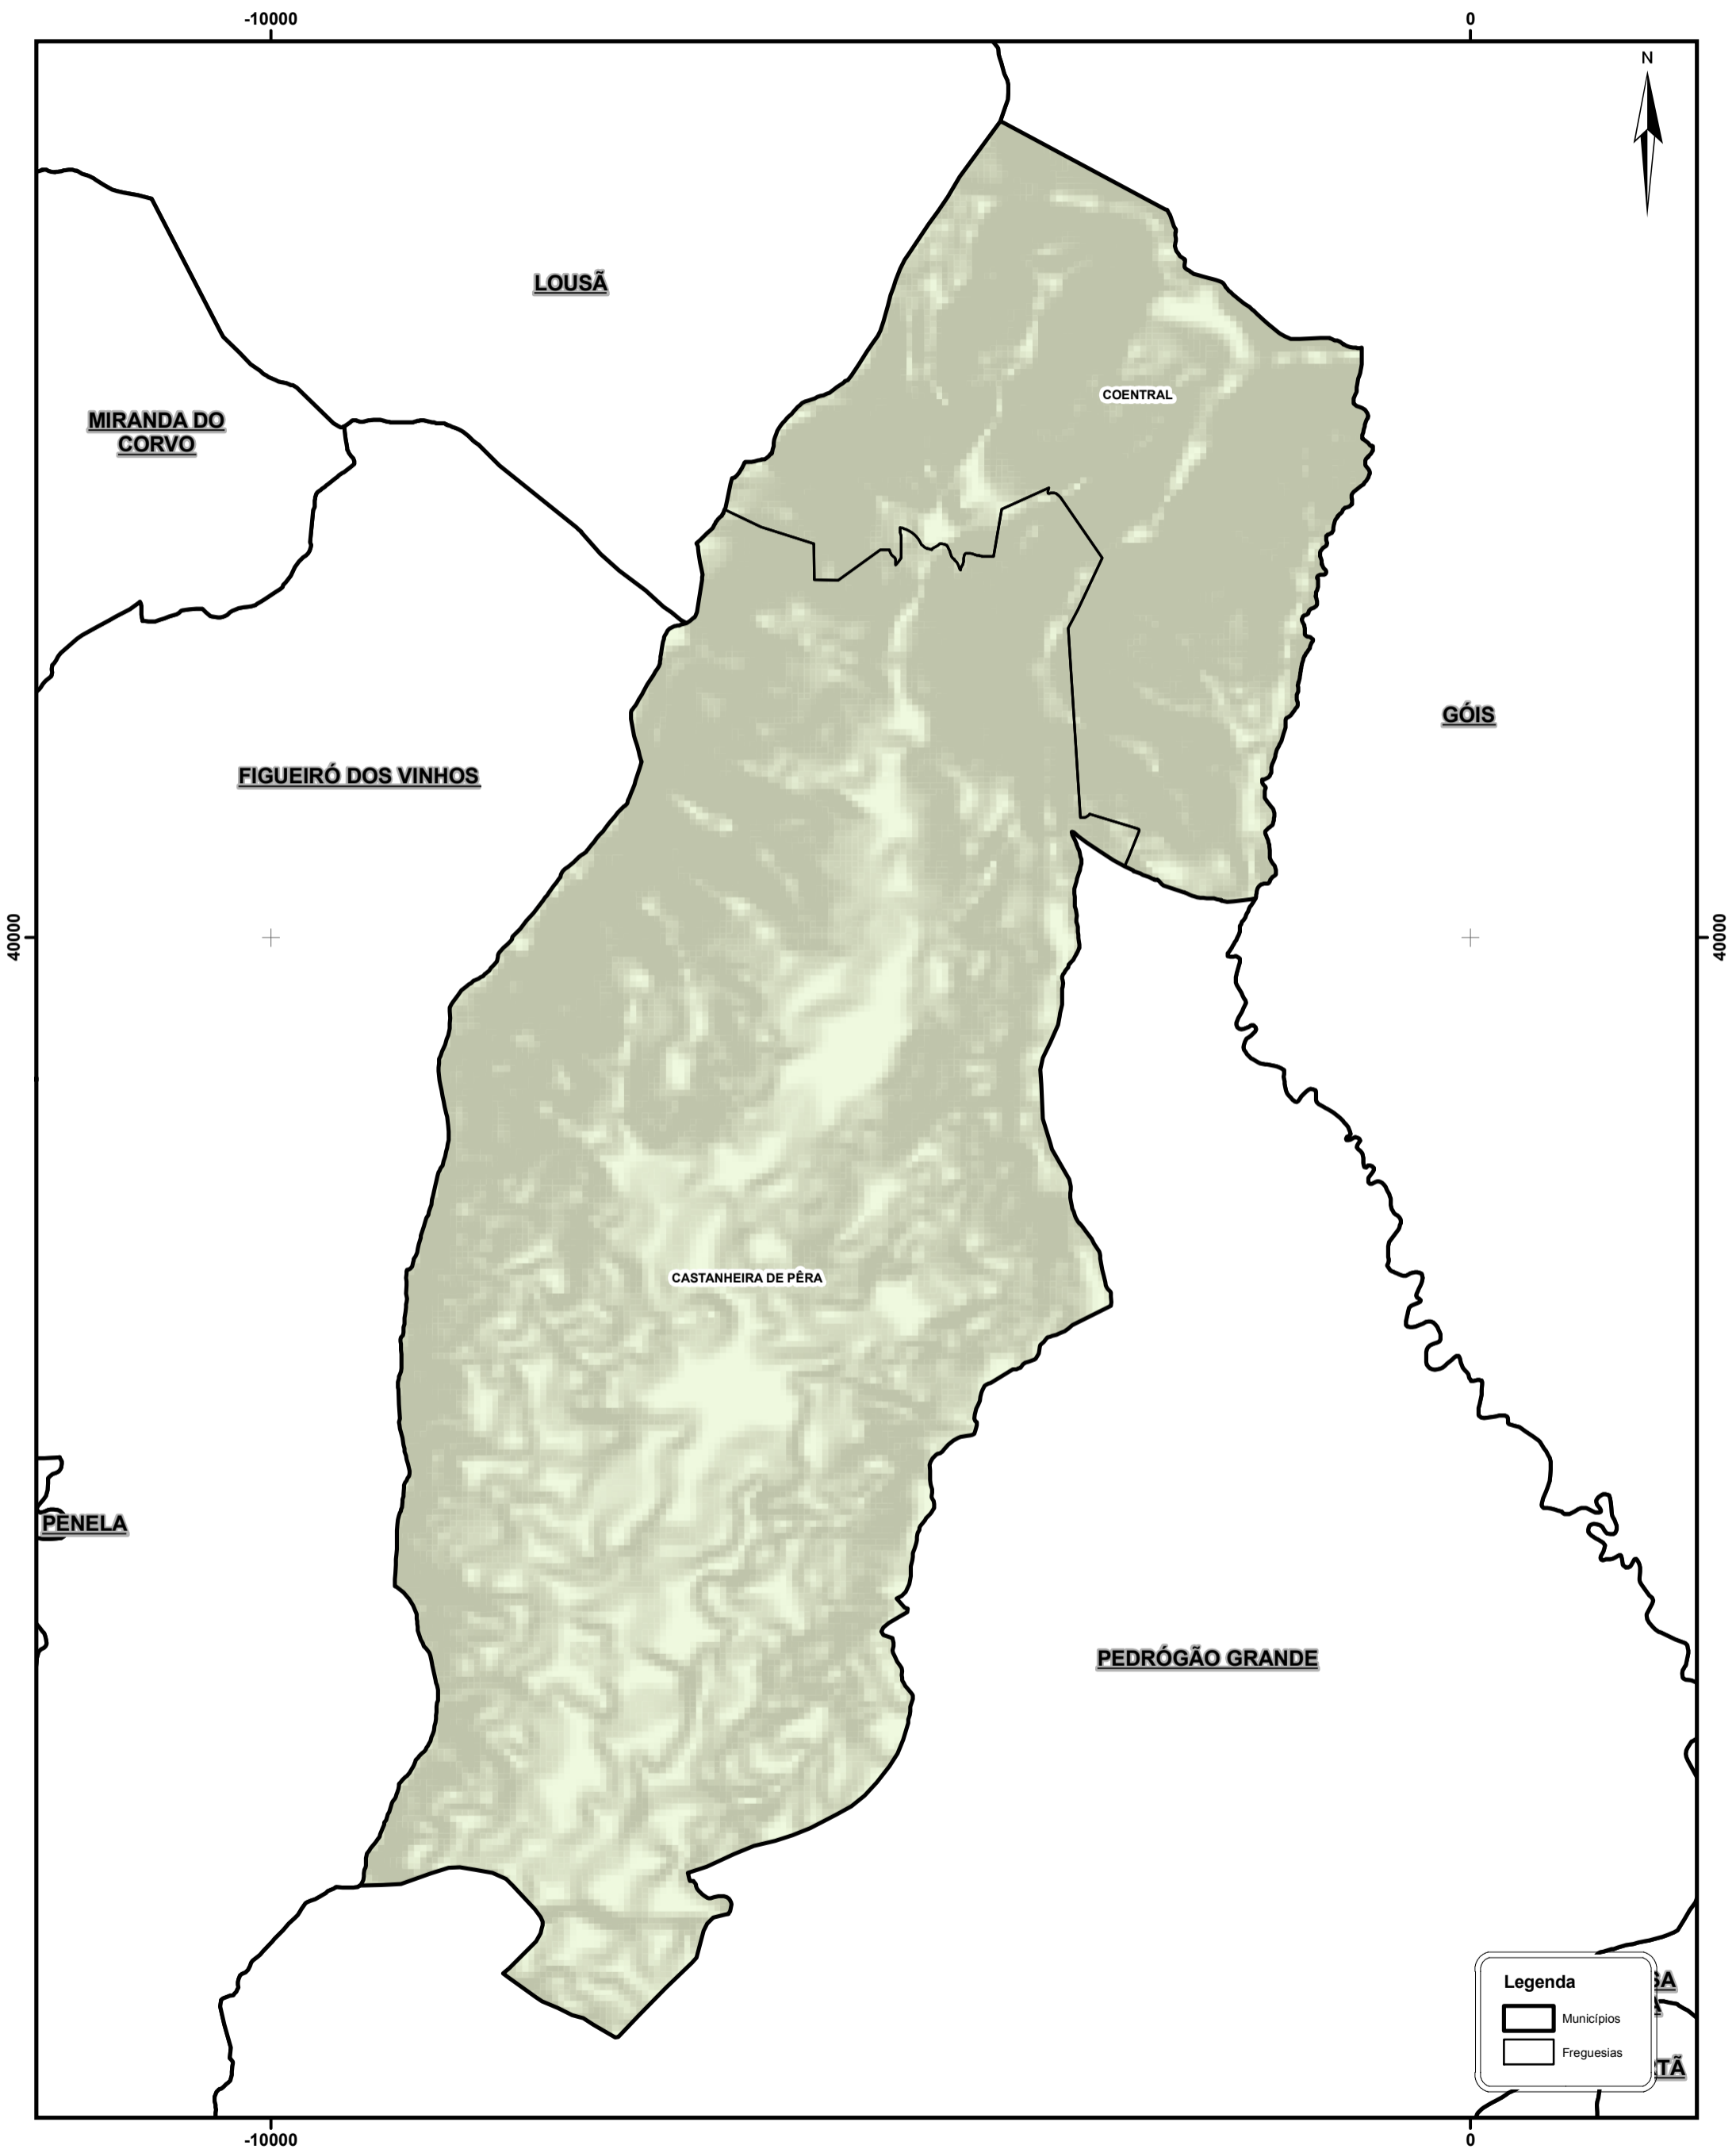 -10000
0
N
LOUSÃ
COENTRAL
MIRANDA DO
CORVO
GÓIS
FIGUEIRÓ DOS VINHOS
40000
40000
CASTANHEIRA DE PÊRA
PENELA
PEDRÓGÃO GRANDE
Legenda
Municípios
Freguesias
-10000
0